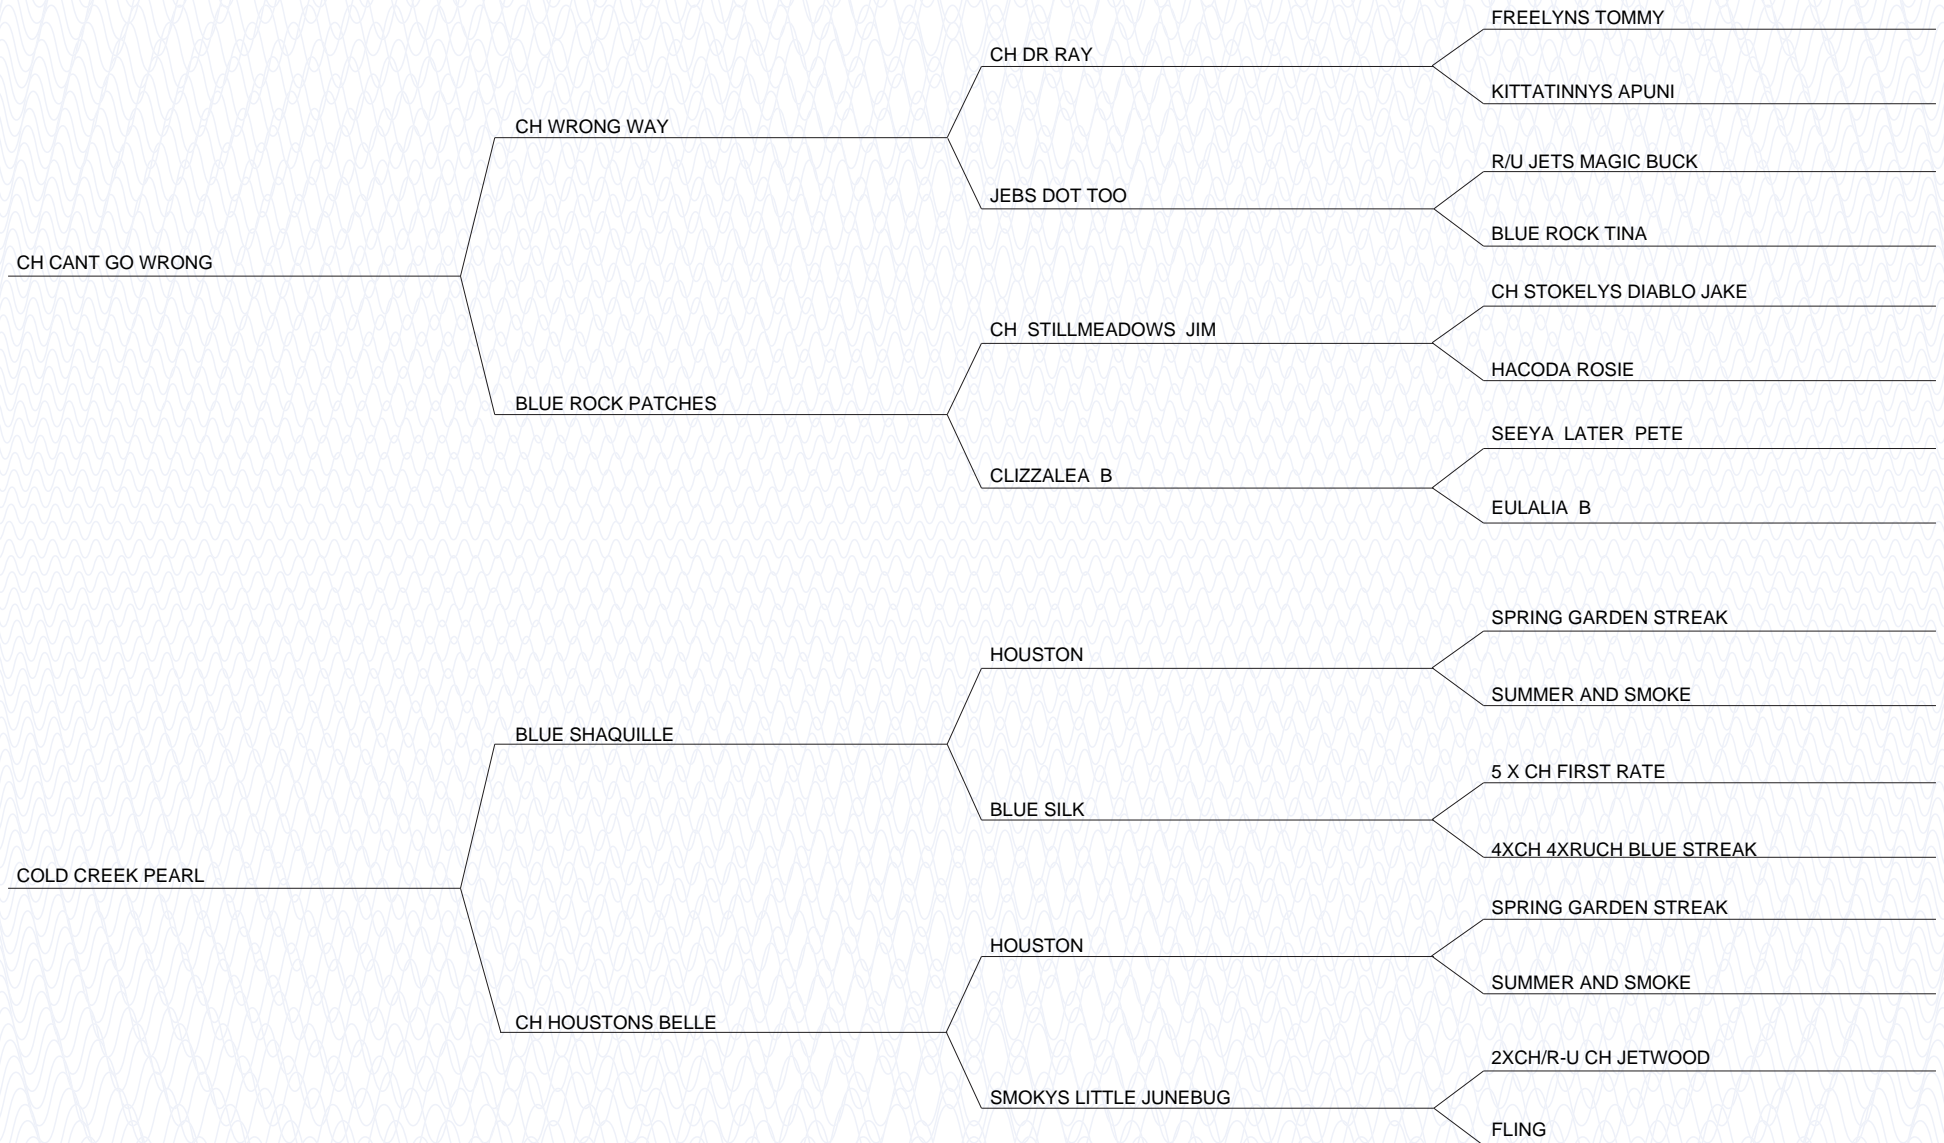 FREELYNS TOMMY
CH DR RAY
KITTATINNYS APUNI
CH WRONG WAY
R/U JETS MAGIC BUCK
JEBS DOT TOO
BLUE ROCK TINA
CH CANT GO WRONG
CH STOKELYS DIABLO JAKE
CH  STILLMEADOWS  JIM
HACODA ROSIE
BLUE ROCK PATCHES
SEEYA  LATER  PETE
CLIZZALEA  B
EULALIA  B
SPRING GARDEN STREAK
HOUSTON
SUMMER AND SMOKE
BLUE SHAQUILLE
5 X CH FIRST RATE
BLUE SILK
4XCH 4XRUCH BLUE STREAK
COLD CREEK PEARL
SPRING GARDEN STREAK
HOUSTON
SUMMER AND SMOKE
CH HOUSTONS BELLE
2XCH/R-U CH JETWOOD
SMOKYS LITTLE JUNEBUG
FLING